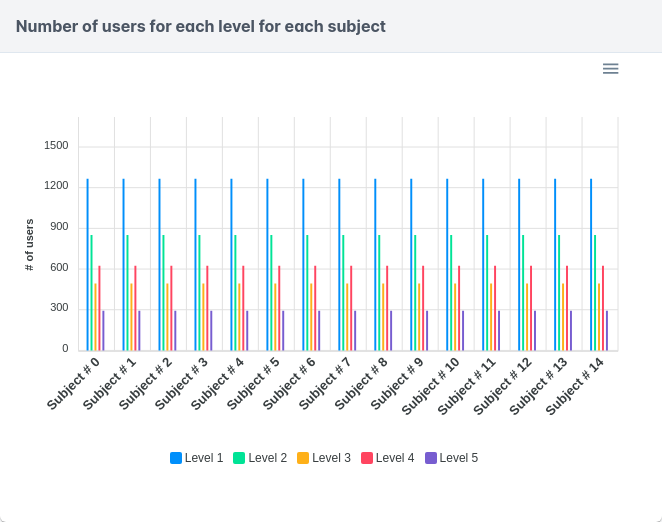 Number of users for each level for each subject
1500
1200
900
600
300
0
# of users
Subject # 0
Subject # 1
Subject # 2
Subject # 3
Subject # 4
Subject # 5
Subject # 6
Subject # 7
Subject # 8
Subject # 9
Subject # 10
Subject # 11
Subject # 12
Subject # 13
Subject # 14
Level 1 Level 2 Level 3 Level 4 Level 5